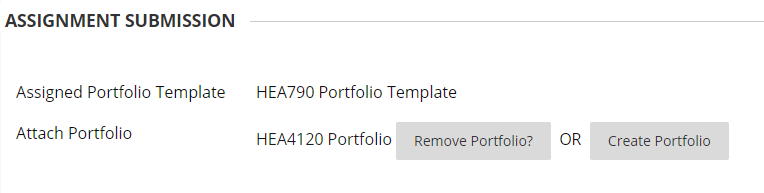 ASSIGNMENT SUBMISSION
Assigned Portfolio Template HEA790 Portfolio Template
Attach Portfolio HEA4120 Portfolio Remove Portfolio? OR Create Portfolio